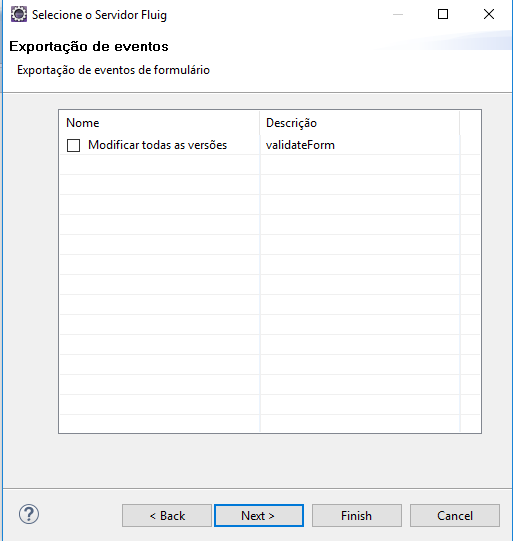 Selecione o Servidor Fluig
Exportação de eventos
Exportação de eventos de formulário
Nome Descrição
Modificar todas as versões validateForm
? < Back Next > Finish Cancel